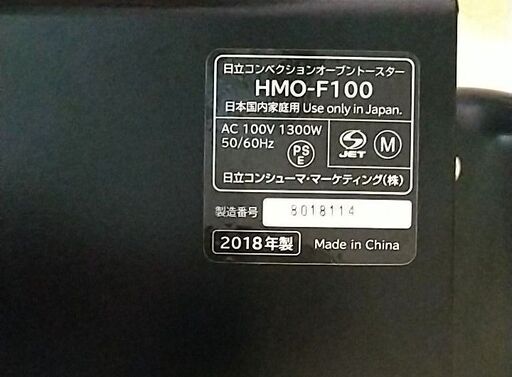 日立コンベクションオーブントースター
HMO-F100
日本国内家庭用 Use only in Japan.
AC 100V 1300W
50/60Hz
PS
E
JET
M
日立コンシューマ・マーケティング(株)
製造番号 8018114
2018年製 Made in China